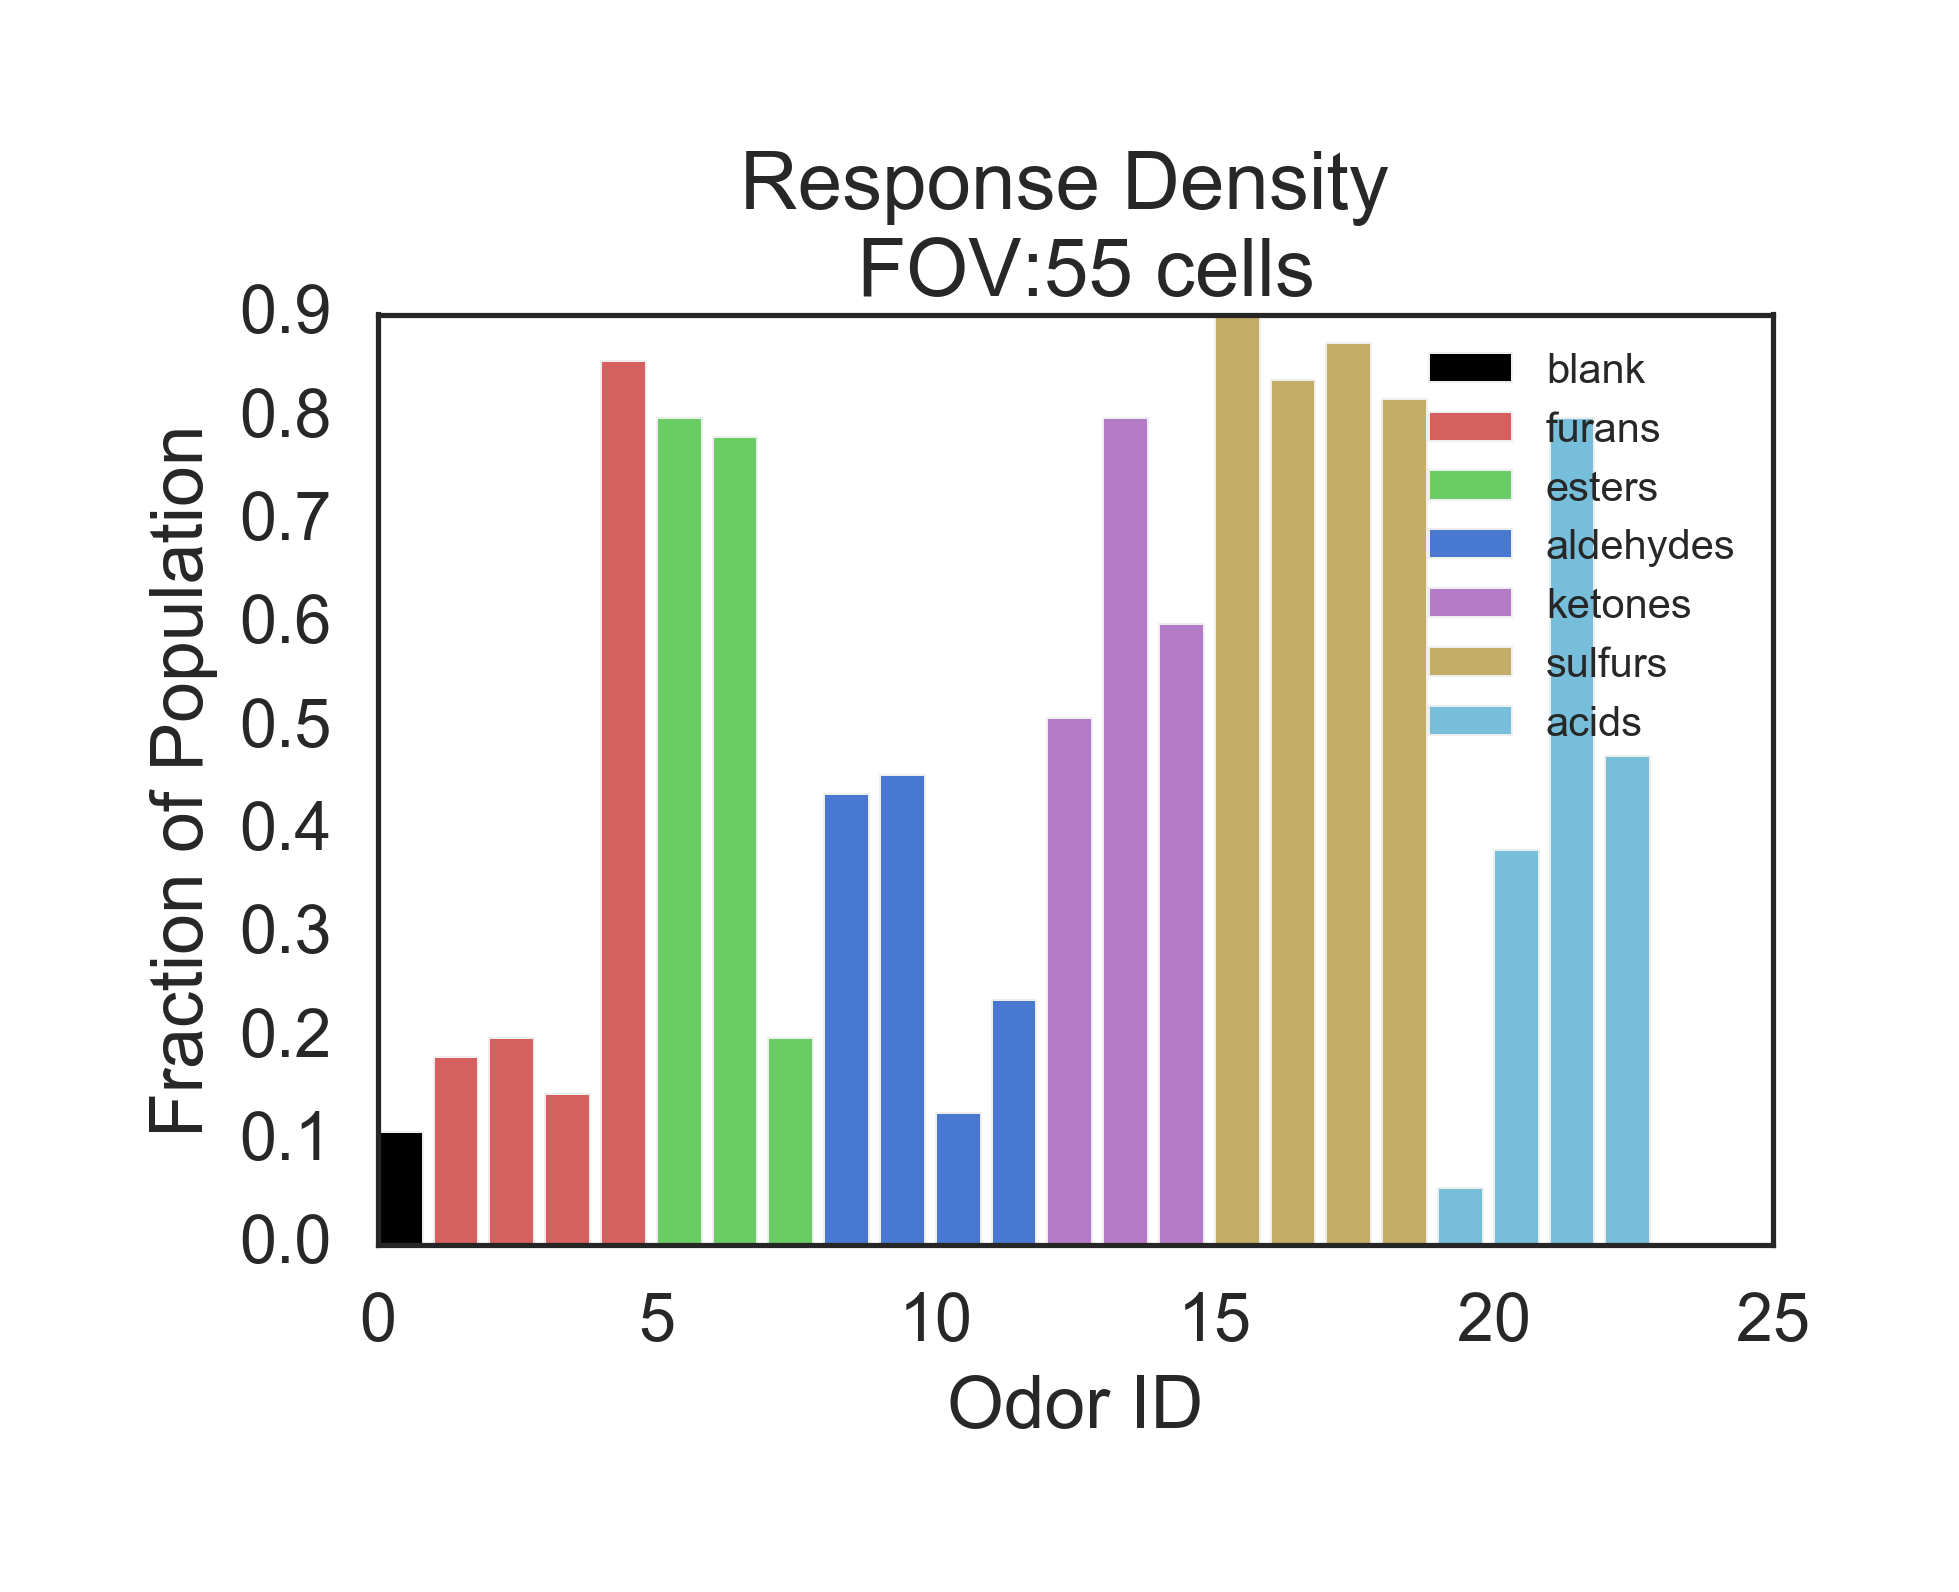 Response Density
FOV:55 cells
0.9
0.8
0.7
0.6
0.5
0.4
0.3
0.2
0.1
0.0
Fraction of Population
blank
furans
esters
aldehydes
ketones
sulfurs
acids
0 5 10 15 20 25
Odor ID